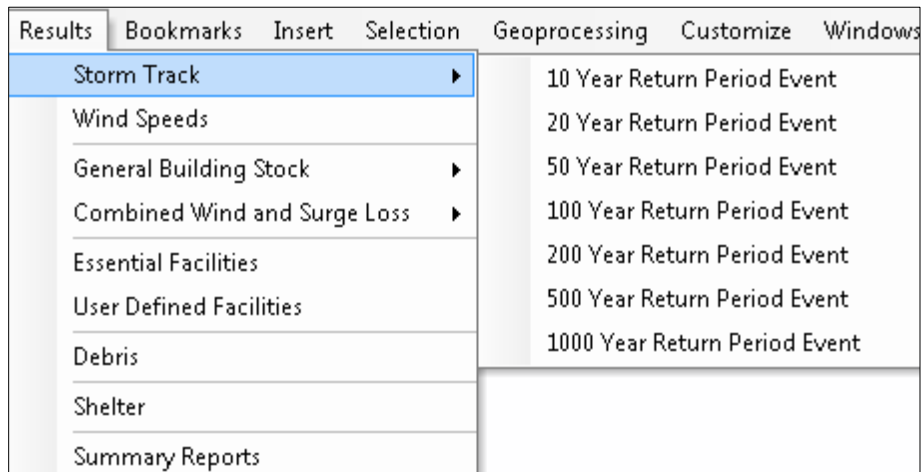 Results Bookmarks Insert Selection Geoprocessing Customize Windows
Storm Track
Wind Speeds
General Building Stock
Combined Wind and Surge Loss
Essential Facilities
User Defined Facilities
Debris
Shelter
Summary Reports
10 Year Return Period Event
20 Year Return Period Event
50 Year Return Period Event
100 Year Return Period Event
200 Year Return Period Event
500 Year Return Period Event
1000 Year Return Period Event